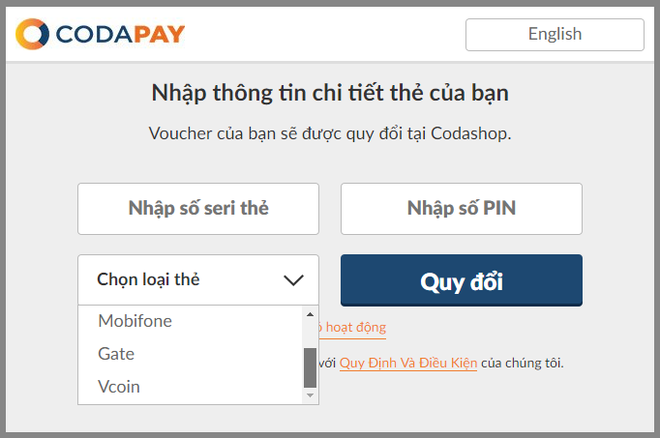 CODAPAY
English
Nhập thông tin chi tiết thẻ của bạn
Voucher của bạn sẽ được quy đổi tại Codashop.
Nhập số seri thẻ
Nhập số PIN
Chọn loại thẻ
Quy đổi
Mobifone
hoạt động
Gate
với Quy Định Và Điều Kiện của chúng tôi.
Vcoin